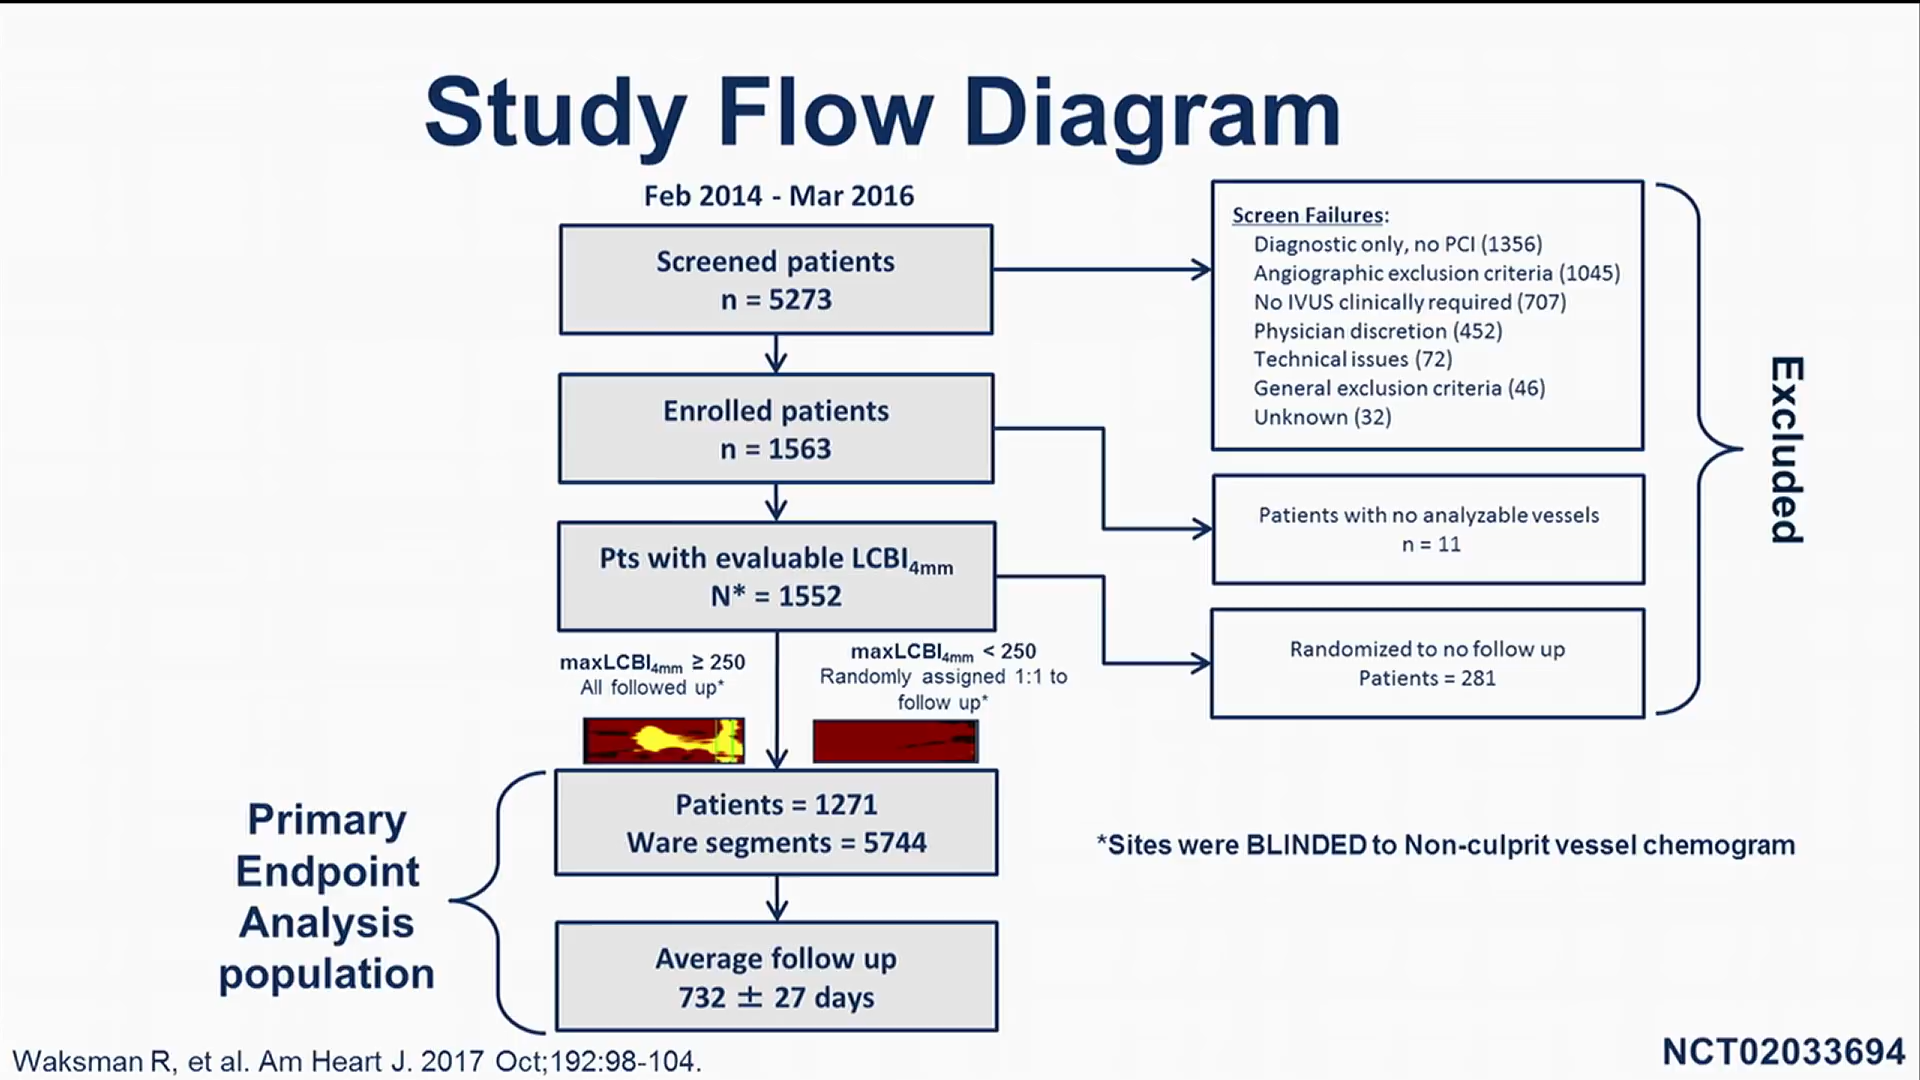 Study Flow Diagram
Feb 2014 - Mar 2016
Screened patients
n = 5273
Screen Failures:
Diagnostic only, no PCI (1356)
Angiographic exclusion criteria (1045)
No IVUS clinically required (707)
Physician discretion (452)
Technical issues (72)
General exclusion criteria (46)
Unknown (32)
Enrolled patients
n = 1563
Patients with no analyzable vessels
n = 11
Pts with evaluable LCBI4mm
N* = 1552
Randomized to no follow up
Patients = 281
Excluded
maxLCBI4mm ≥ 250
All followed up*
maxLCBI4mm < 250
Randomly assigned 1:1 to
follow up*
Patients = 1271
Ware segments = 5744
Average follow up
732 ± 27 days
Primary
Endpoint
Analysis
population
*Sites were BLINDED to Non-culprit vessel chemogram
Waksman R, et al. Am Heart J. 2017 Oct;192:98-104.
NCT02033694